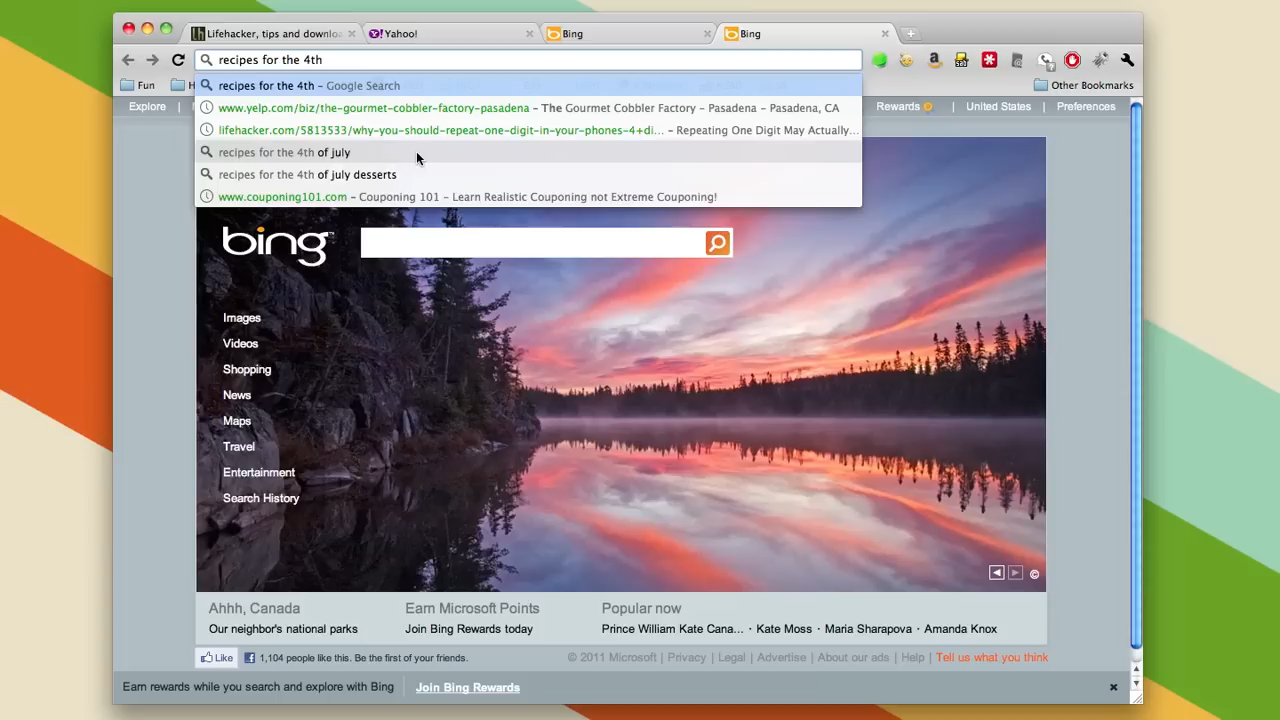 Lifehacker, tips and downlo
Yahoo!
Bing
Bing
recipes for the 4th
Fun
H
Other Bookmarks
recipes for the 4th – Google Search
www.yelp.com/biz/the-gourmet-cobbler-factory-pasadena – The Gourmet Cobbler Factory – Pasadena – Pasadena, CA
lifehacker.com/5813533/why-you-should-repeat-one-digit-in-your-phones-4+di... – Repeating One Digit May Actually...
recipes for the 4th of july
recipes for the 4th of july desserts
www.couponing101.com – Couponing 101 – Learn Realistic Couponing not Extreme Couponing!
Explore
Rewards
United States
Preferences
bing
Images
Videos
Shopping
News
Maps
Travel
Entertainment
Search History
©
Ahhh, Canada
Our neighbor's national parks
Earn Microsoft Points
Join Bing Rewards today
Popular now
Prince William Kate Cana... · Kate Moss · Maria Sharapova · Amanda Knox
Like
1,104 people like this. Be the first of your friends.
© 2011 Microsoft | Privacy | Legal | Advertise | About our ads | Help | Tell us what you think
Earn rewards while you search and explore with Bing
Join Bing Rewards